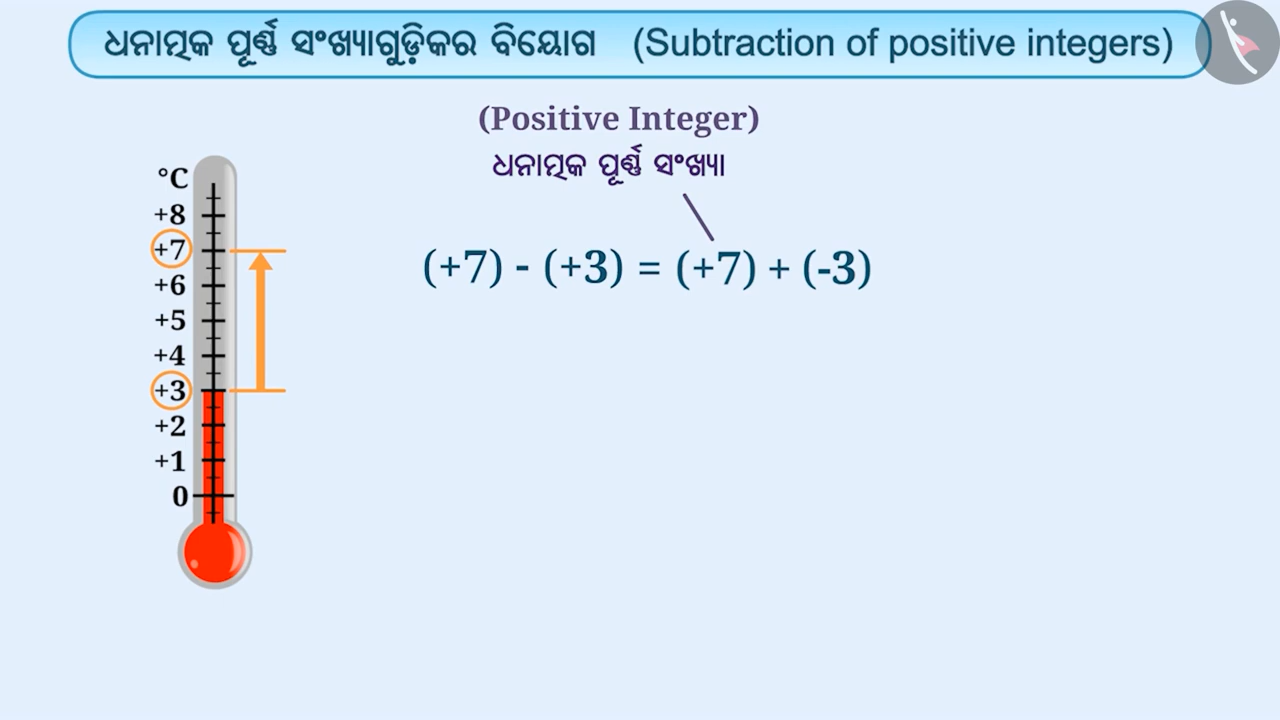 ଧନାତ୍ମକ ପୂର୍ଣ୍ଣ ସଂଖ୍ୟାଗୁଡ଼ିକର ବିୟୋଗ (Subtraction of positive integers)
(Positive Integer)
ଧନାତ୍ମକ ପୂର୍ଣ୍ଣ ସଂଖ୍ୟା
(+7) - (+3) = (+7) + (-3)
°C
+8
+7
+6
+5
+4
+3
+2
+1
0